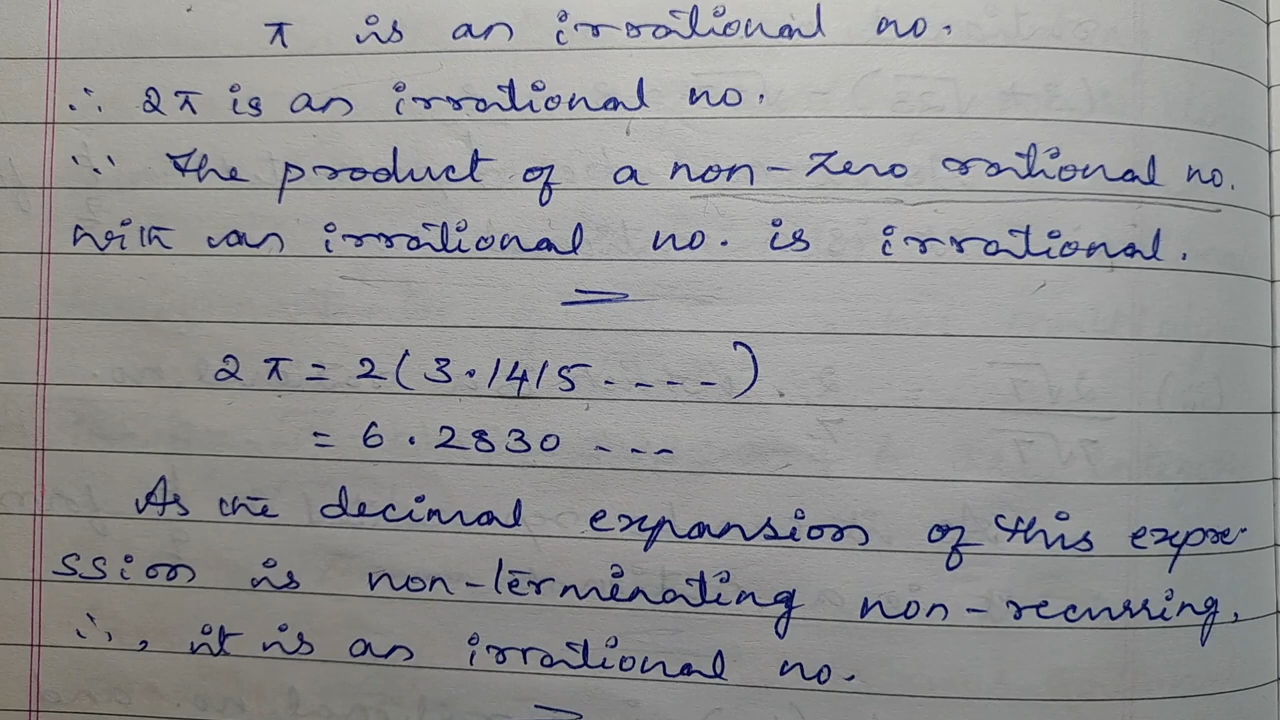 π is an irrational no.
∴ 2π is an irrational no.
∵ the product of a non-zero rational no.
with an irrational no. is irrational.
2π = 2(3.1415-----)
= 6.2830 ---
As the decimal expansion of this expre-
ssion is non-terminating non-recurring,
∴, it is an irrational no.